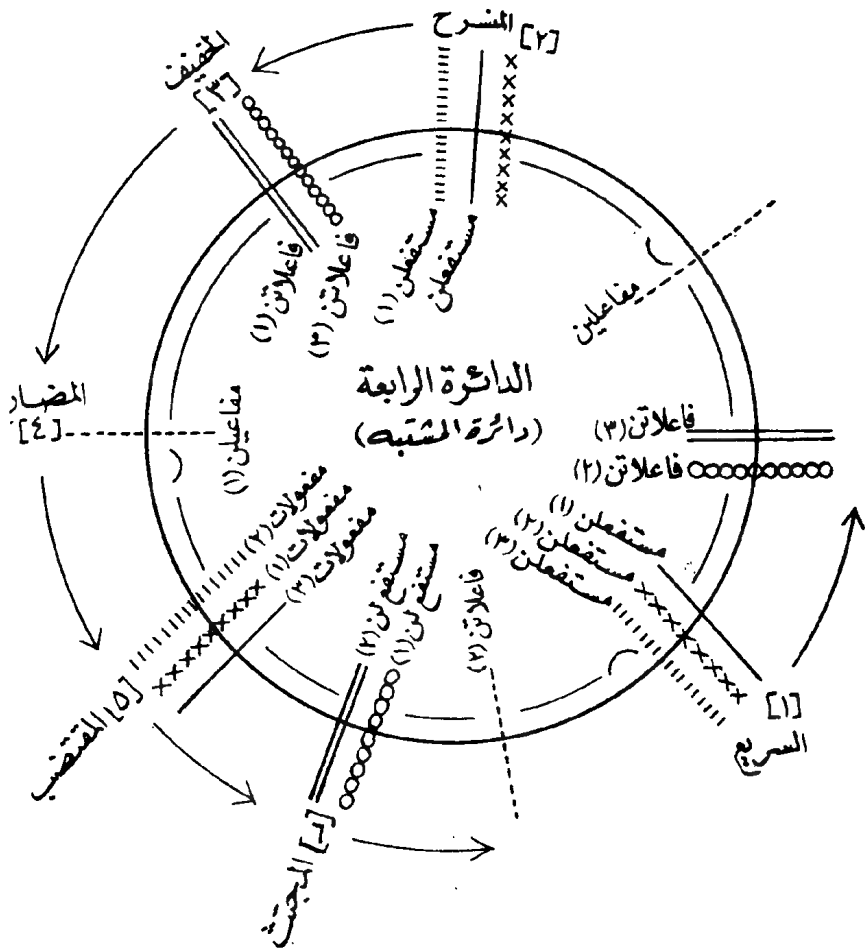 [٢] المنسرح
الخفيف
[٣]
مستفعلن (١)
مستفعلن
فاعلاتن (١)
فاعلاتن (٣)
مفاعيلن
الدائرة الرابعة
(دائرة المشتبه)
المضار
[٤]
مفاعيلن (١)
فاعلاتن (٣)
فاعلاتن (٢)
مستفعلن (١)
مستفعلن (٢)
مستفعلن (٣)
[١]
السريع
مفعولات (٢)
مفعولات (١)
مفعولات (٣)
[٥] المقتضب
مستفع لن (٢)
مستفع لن (١)
فاعلاتن (٢)
[٦] المجتث